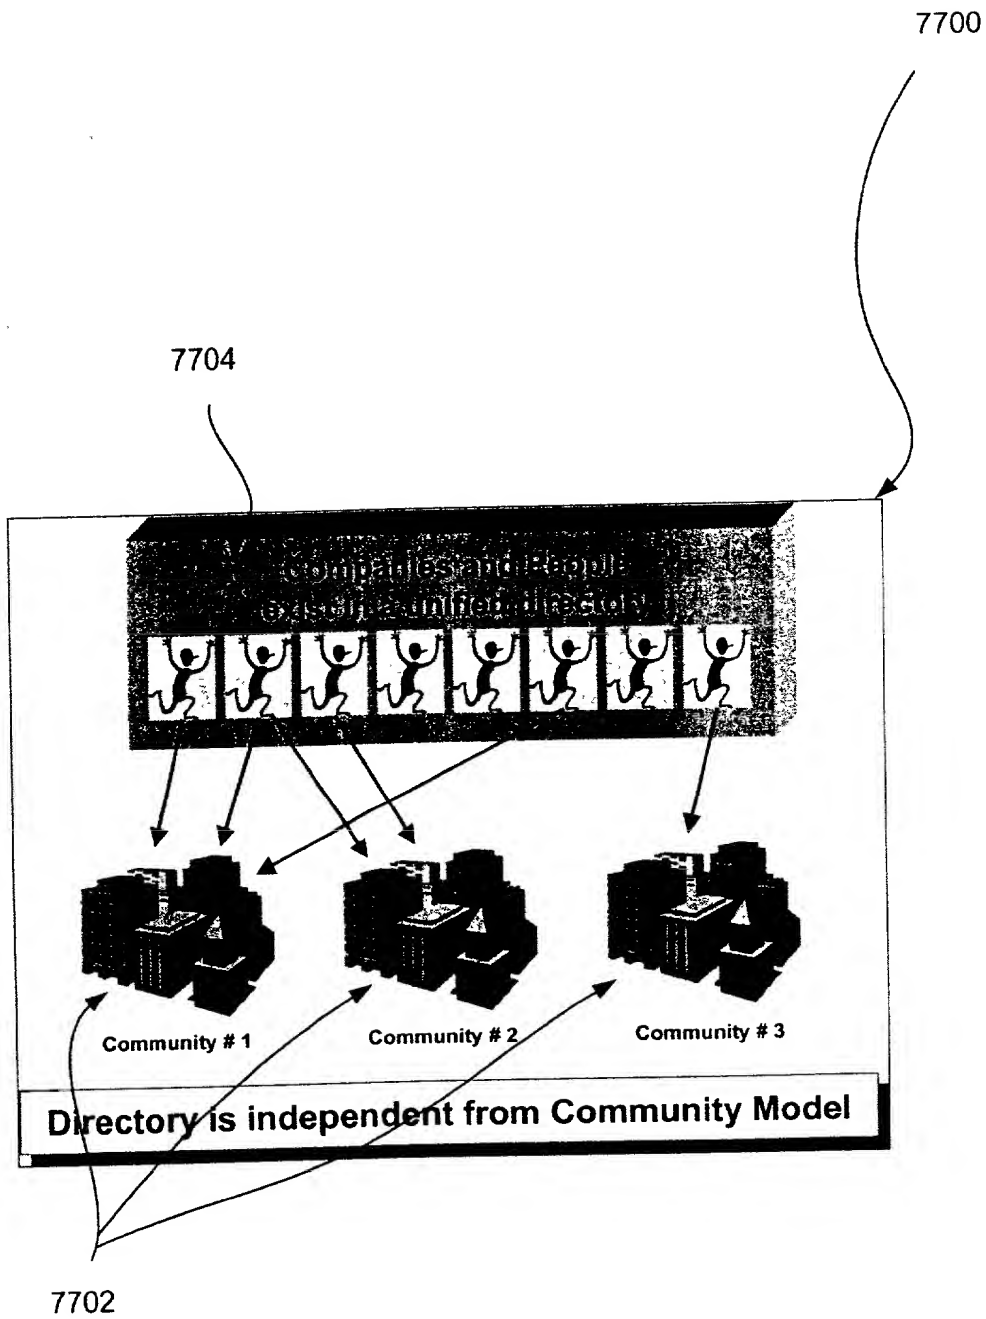 7700
7704
Companies and People
exist in a unified directory
Community # 1
Community # 2
Community # 3
Directory is independent from Community Model
7702